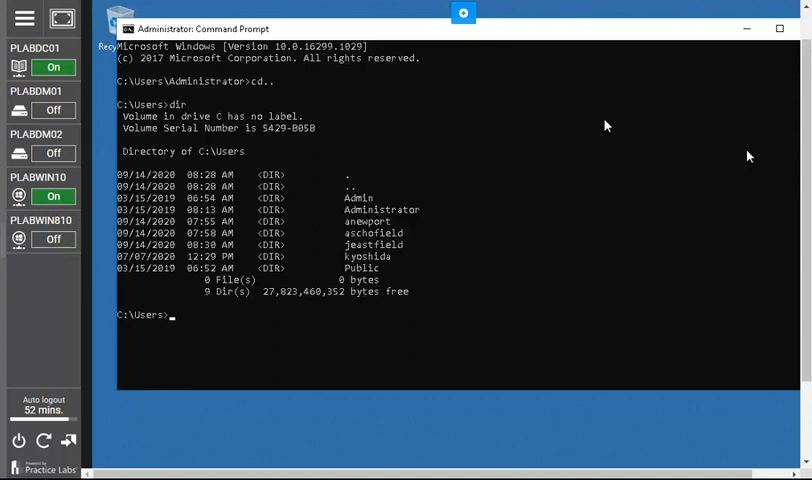 PLABDC01
On
PLABDM01
Off
PLABDM02
Off
PLABWIN10
On
PLABWIN810
Off
Auto logout
52 mins.
Powered by
Practice Labs
Recy
Administrator: Command Prompt
Microsoft Windows [Version 10.0.16299.1029]
(c) 2017 Microsoft Corporation. All rights reserved.
C:\Users\Administrator>cd..
C:\Users>dir
Volume in drive C has no label.
Volume Serial Number is 5429-B05B
Directory of C:\Users
09/14/2020 08:28 AM <DIR> .
09/14/2020 08:28 AM <DIR> ..
03/15/2019 06:54 AM <DIR> Admin
03/15/2019 08:13 AM <DIR> Administrator
09/14/2020 07:55 AM <DIR> anewport
09/14/2020 07:58 AM <DIR> aschofield
09/14/2020 08:30 AM <DIR> jeastfield
07/07/2020 12:29 PM <DIR> kyoshida
03/15/2019 06:52 AM <DIR> Public
0 File(s) 0 bytes
9 Dir(s) 27,823,460,352 bytes free
C:\Users>_